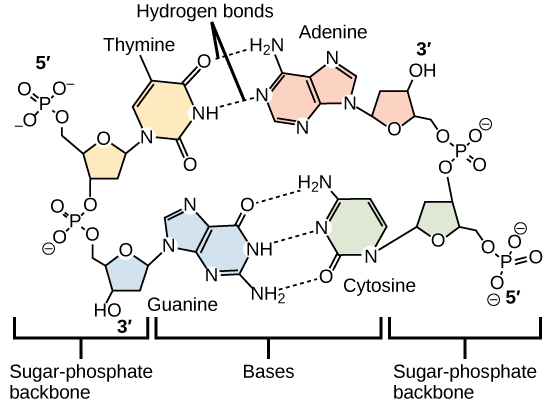 Hydrogen bonds
Thymine
Adenine
5′
3′
O
H₂N
OH
O⁻
O
P
⁻O
O
NH
N
N
N
N
O
N
O
O
O
P
O
⊖
O
O
O
P
O
O
⊖
O
N
O
H₂N
O
O
O
P
O
⊖
O
N
NH
N
N
NH₂
N
N
O
O
O
P
O
⊖
O
⊖
HO
3′
Guanine
Cytosine
5′
Sugar-phosphate
backbone
Bases
Sugar-phosphate
backbone